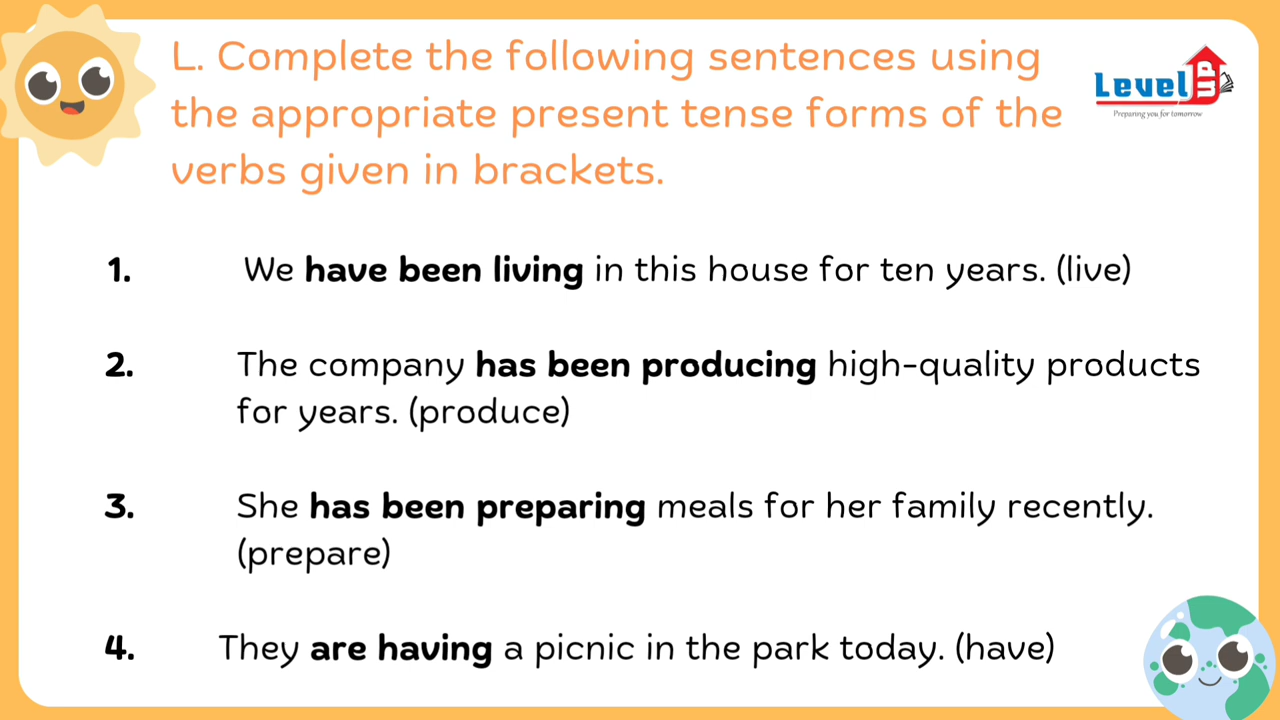 L. Complete the following sentences using
the appropriate present tense forms of the
verbs given in brackets.
Level UP
Preparing you for tomorrow
1. We have been living in this house for ten years. (live)
2. The company has been producing high-quality products
for years. (produce)
3. She has been preparing meals for her family recently.
(prepare)
4. They are having a picnic in the park today. (have)